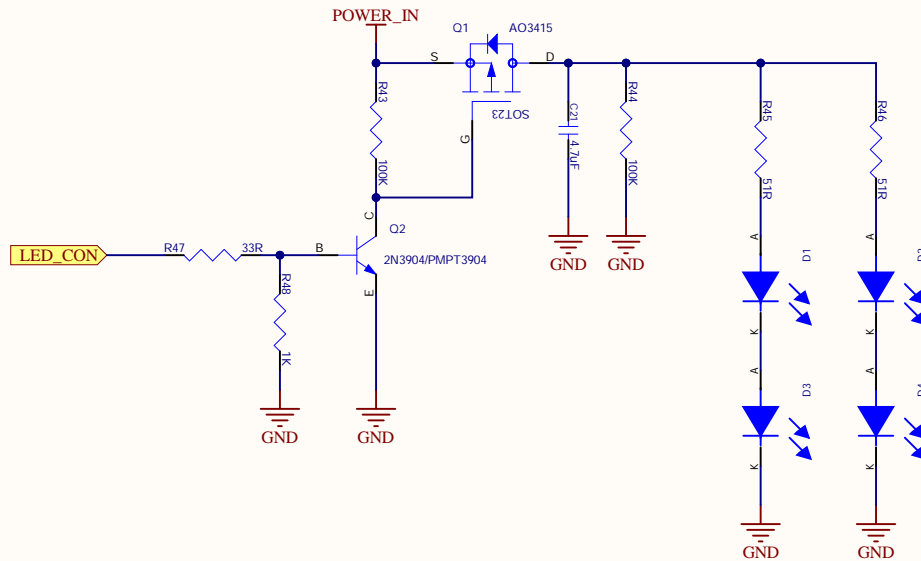 POWER_IN
Q1
AO3415
S
D
G
SOT23
R43
100K
C21
4.7uF
R44
100K
R45
51R
R46
51R
GND
GND
C
Q2
B
2N3904/PMPT3904
E
LED_CON
R47
33R
R48
1K
GND
GND
A
D1
K
A
D3
K
A
K
A
K
GND
GND